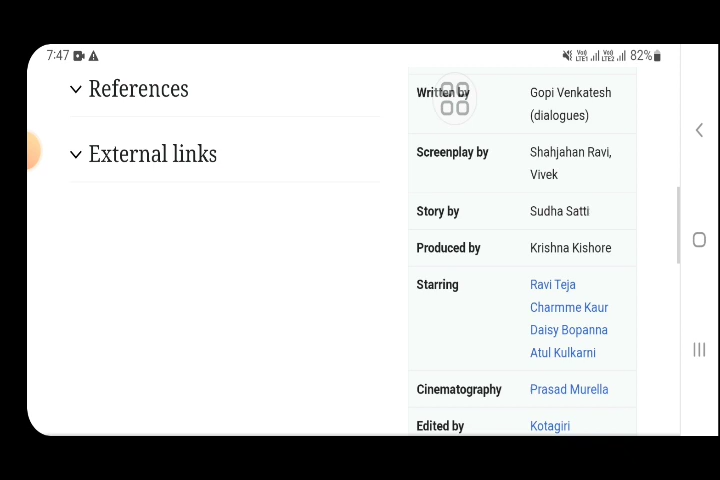 7:47
LTE1 LTE2 82%
References
External links
Written by
Gopi Venkatesh
(dialogues)
Screenplay by
Shahjahan Ravi,
Vivek
Story by
Sudha Satti
Produced by
Krishna Kishore
Starring
Ravi Teja
Charmme Kaur
Daisy Bopanna
Atul Kulkarni
Cinematography
Prasad Murella
Edited by
Kotagiri